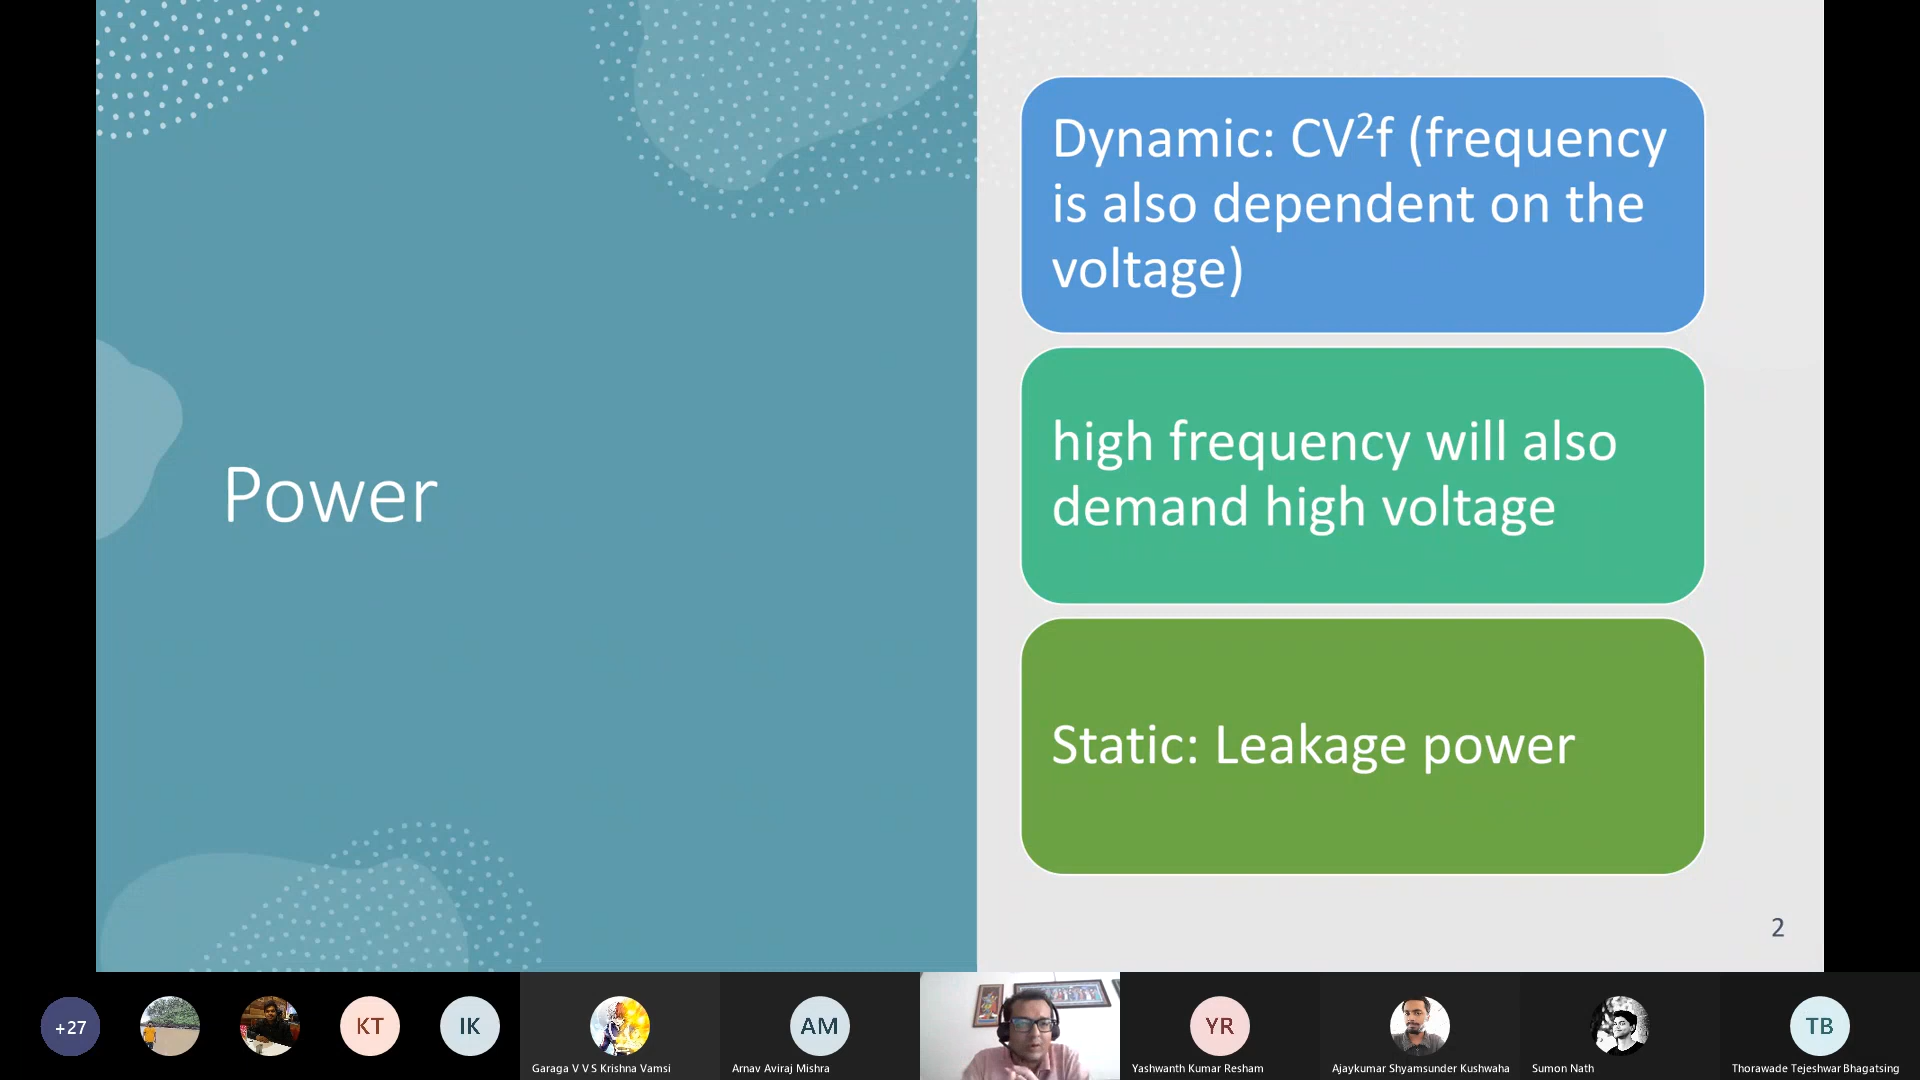 Power
Dynamic: CV²f (frequency
is also dependent on the
voltage)
high frequency will also
demand high voltage
Static: Leakage power
2
+27
KT
IK
Garaga V V S Krishna Vamsi
AM
Arnav Aviraj Mishra
YR
Yashwanth Kumar Resham
Ajaykumar Shyamsunder Kushwaha
Sumon Nath
TB
Thorawade Tejeshwar Bhagatsing